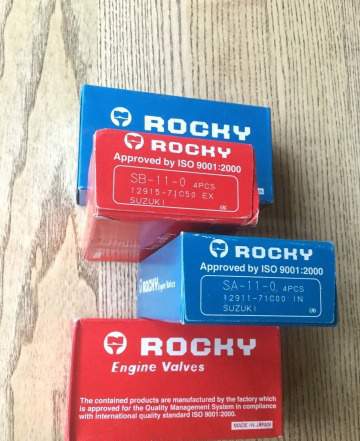 ROCKY
ROCKY
Approved by ISO 9001:2000
SB-11-0 4PCS
12915-71C50 EX
SUZUKI
ROCKY
Approved by ISO 9001:2000
SA-11-0 4PCS
12911-71C00 IN
SUZUKI
ROCKY Engine Valves
ROCKY
Engine Valves
The contained products are manufactured by the factory which
is approved for the Quality Management System in compliance
with international quality standard ISO 9001:2000.
MADE IN JAPAN